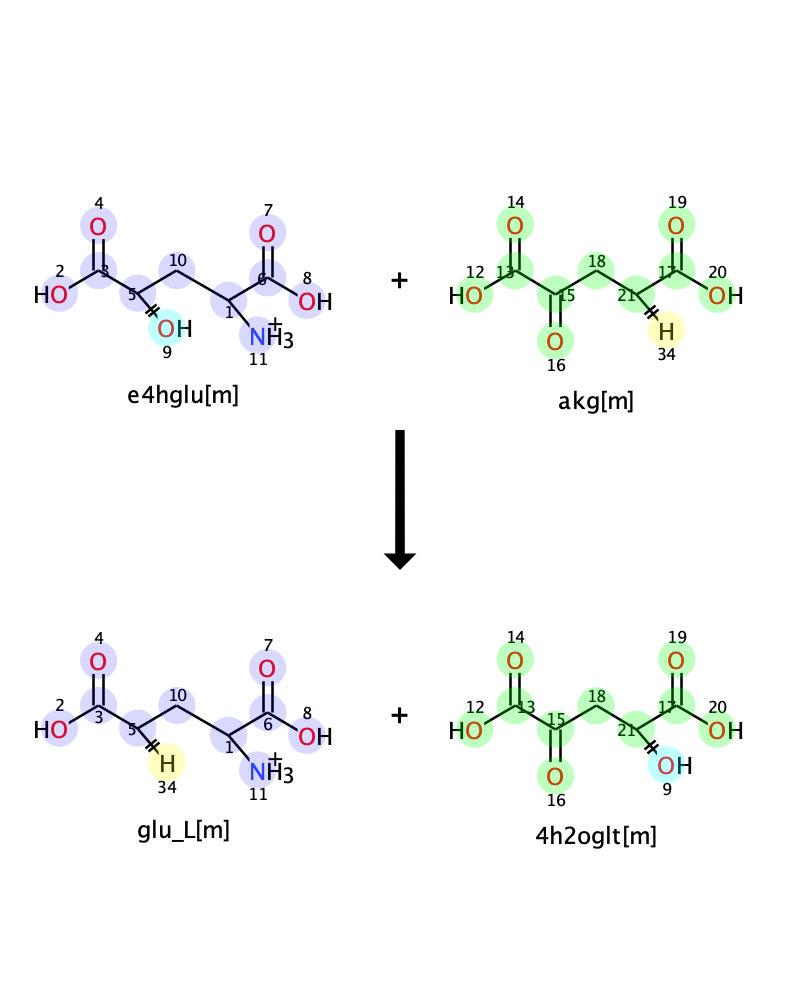 4 7 14 19
O O O O
2 3 10 6 8 12 13 18 17 20
HO 5 1 OH + HO 15 21 OH
OH NH3+ O H
9 11 16 34
e4hglu[m] akg[m]
4 7 14 19
O O O O
2 3 10 6 8 12 13 18 17 20
HO 5 1 OH + HO 15 21 OH
H NH3+ O OH
34 11 16 9
glu_L[m] 4h2oglt[m]